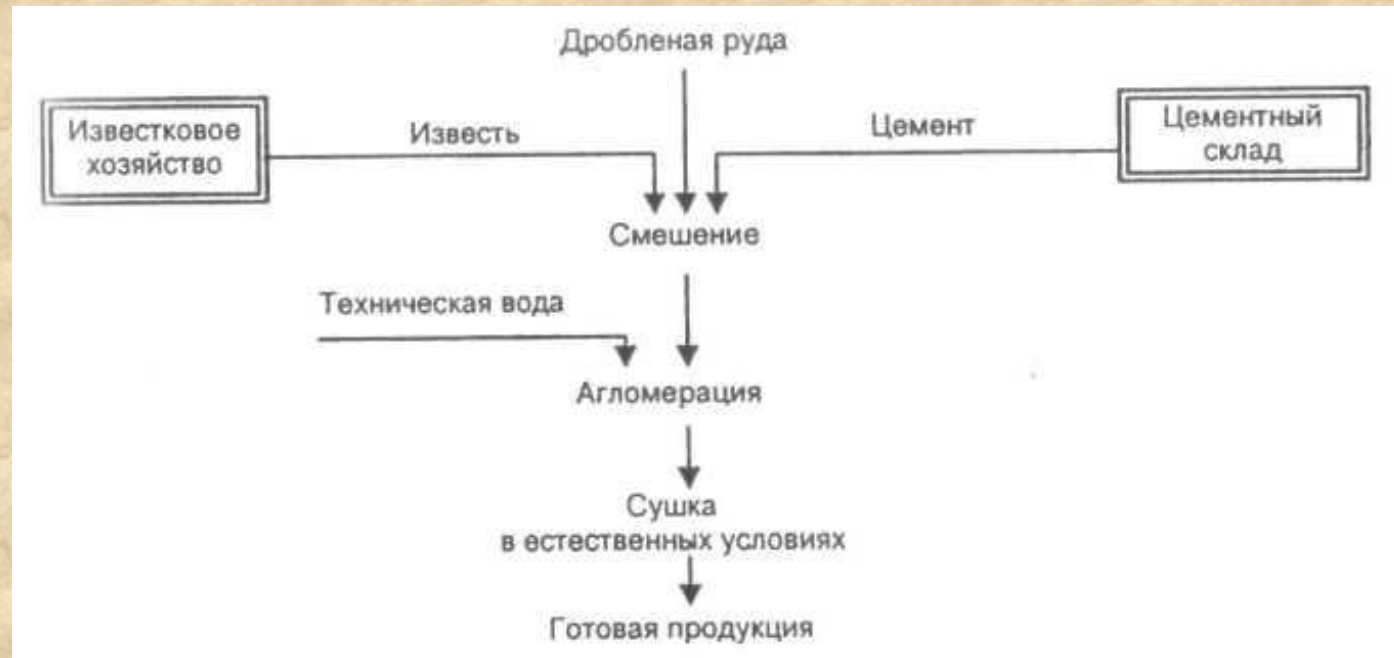 Дробленая руда
Известковое
хозяйство
Известь
Цемент
Цементный
склад
Смешение
Техническая вода
Агломерация
Сушка
в естественных условиях
Готовая продукция